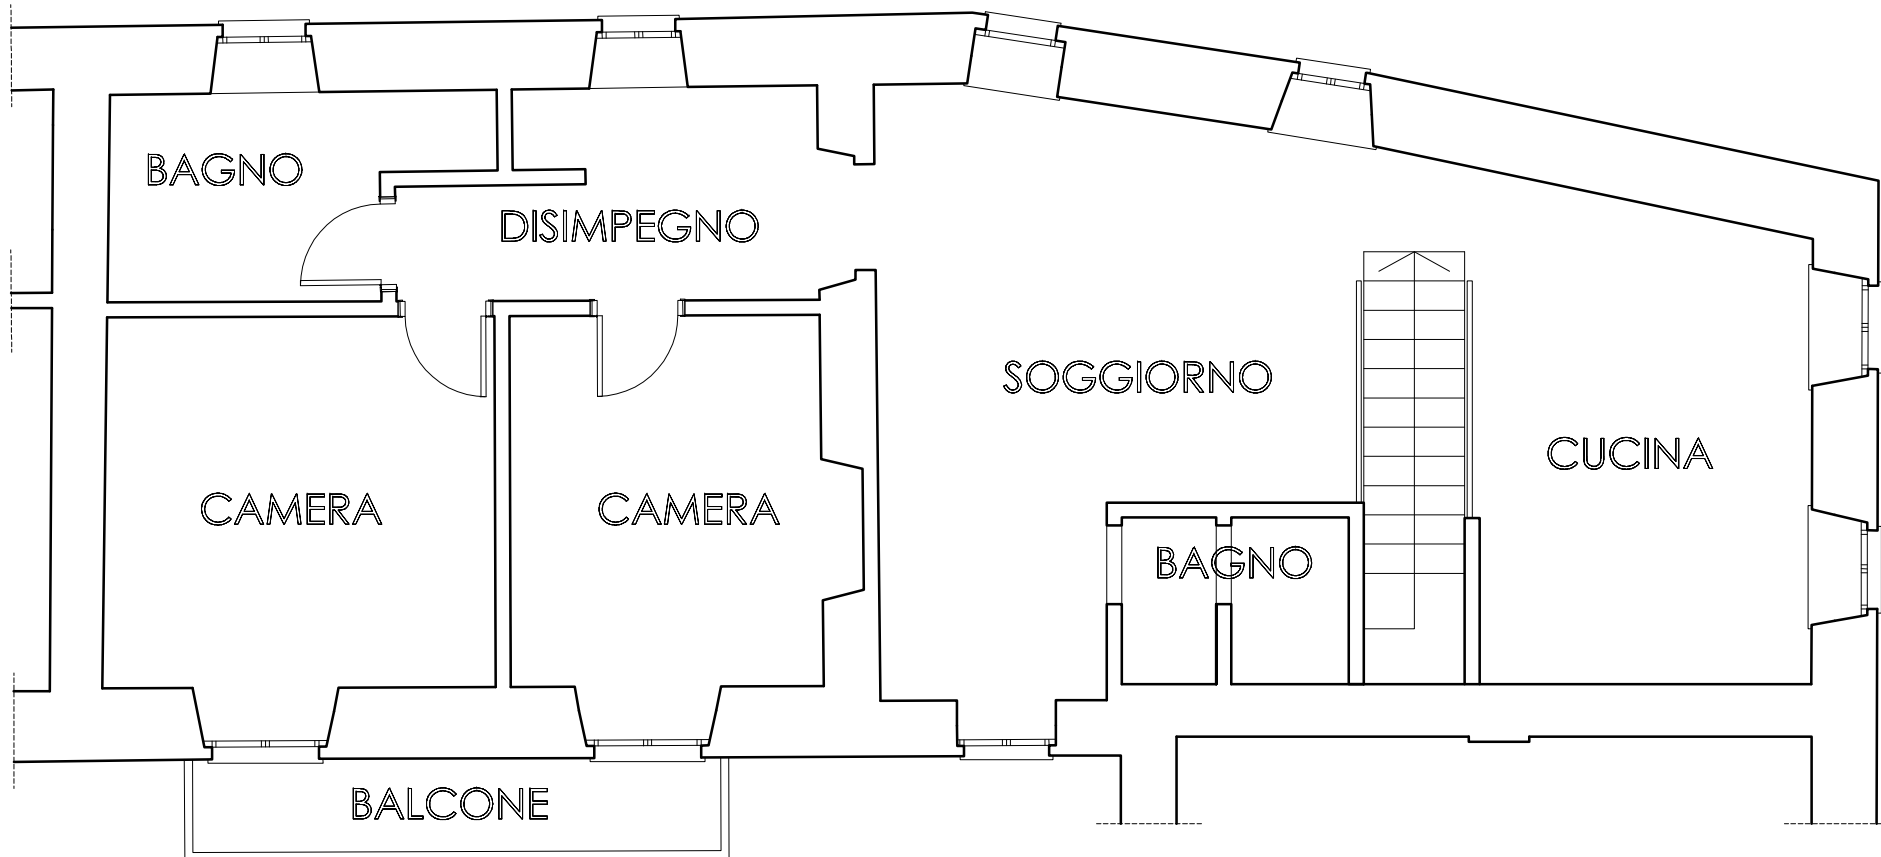 BAGNO
DISIMPEGNO
SOGGIORNO
CUCINA
CAMERA
CAMERA
BAGNO
BALCONE